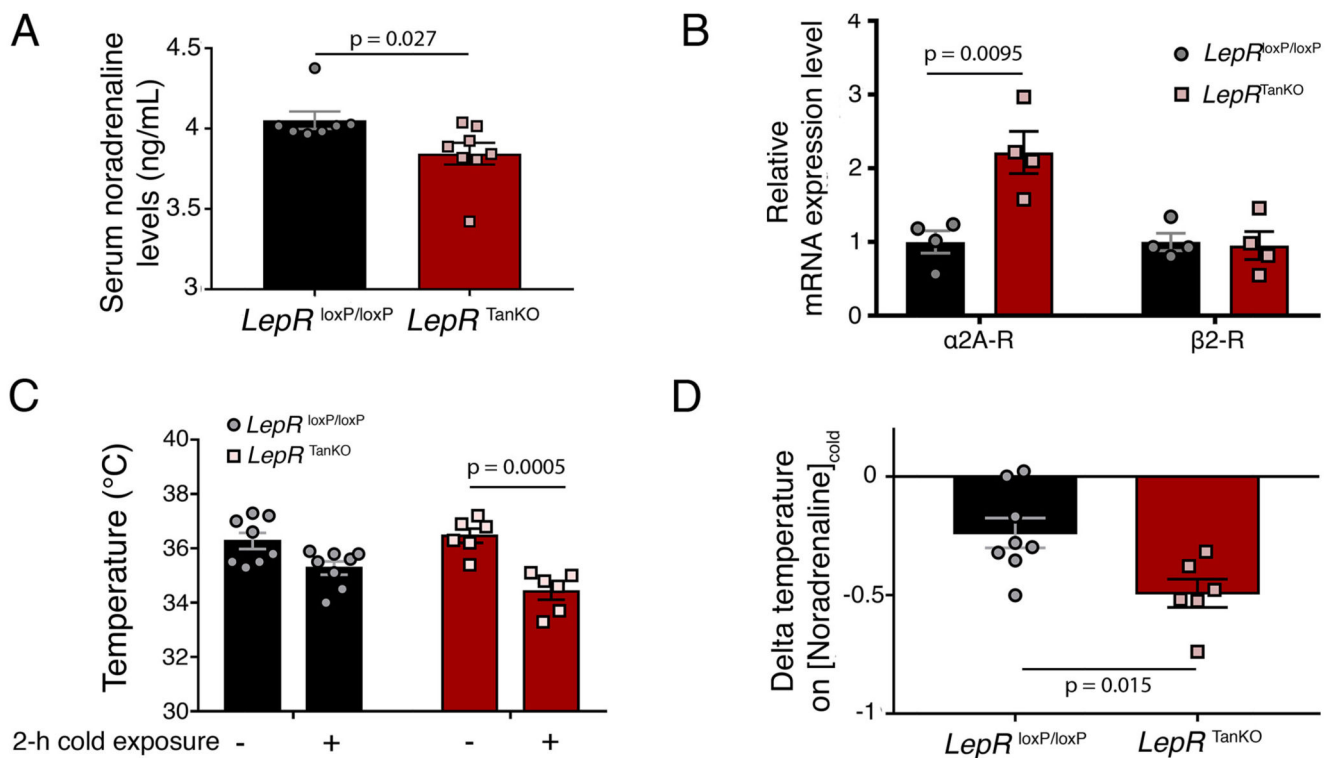 A
Serum noradrenaline
levels (ng/mL)
4.5
4
3.5
3
p = 0.027
LepR loxP/loxP
LepR TanKO
B
Relative
mRNA expression level
4
3
2
1
0
p = 0.0095
LepR loxP/loxP
LepR TanKO
α2A-R
β2-R
C
Temperature (°C)
40
38
36
34
32
30
LepR loxP/loxP
LepR TanKO
p = 0.0005
2-h cold exposure - + - +
D
Delta temperature
on [Noradrenaline]cold
0
-0.5
-1
p = 0.015
LepR loxP/loxP
LepR TanKO